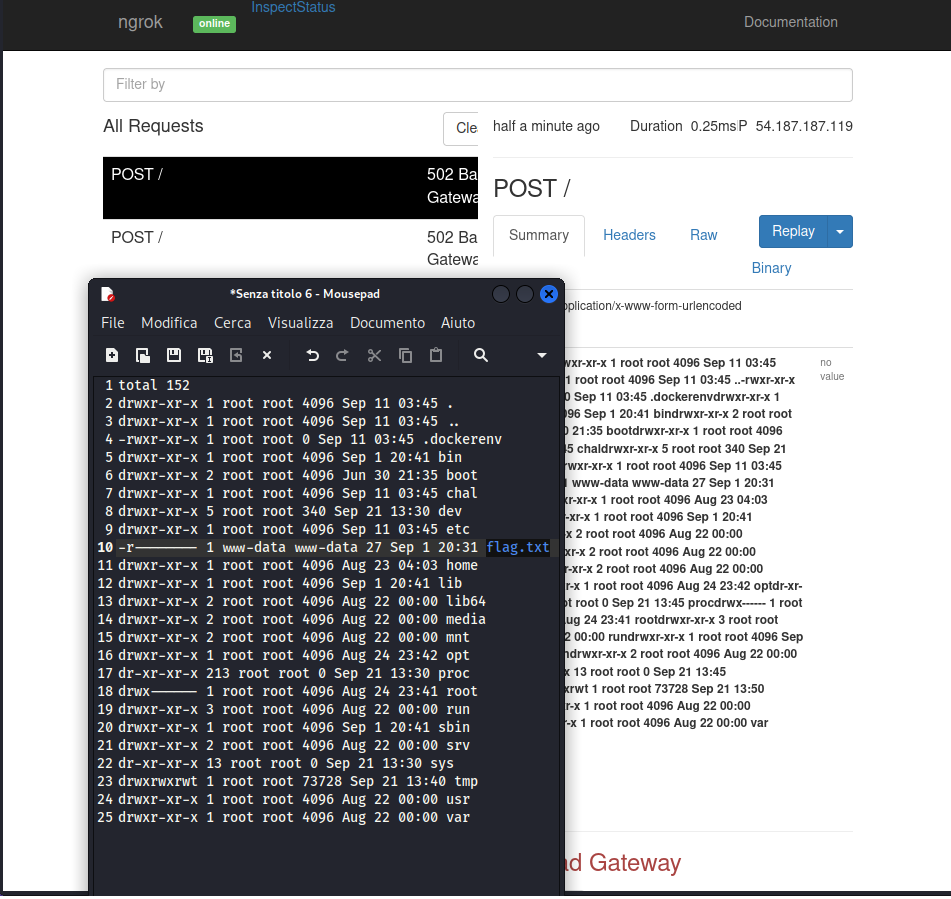 ngrok online InspectStatus Documentation
Filter by
All Requests Cle half a minute ago Duration 0.25ms P 54.187.187.119
POST / 502 Ba
Gatewa
POST /
Summary Headers Raw Replay
POST / 502 Ba
Gatewa
Binary
*Senza titolo 6 - Mousepad
plication/x-www-form-urlencoded
File Modifica Cerca Visualizza Documento Aiuto
1 total 152
2 drwxr-xr-x 1 root root 4096 Sep 11 03:45 .
3 drwxr-xr-x 1 root root 4096 Sep 11 03:45 ..
4 -rwxr-xr-x 1 root root 0 Sep 11 03:45 .dockerenv
5 drwxr-xr-x 1 root root 4096 Sep 1 20:41 bin
6 drwxr-xr-x 2 root root 4096 Jun 30 21:35 boot
7 drwxr-xr-x 1 root root 4096 Sep 11 03:45 chal
8 drwxr-xr-x 5 root root 340 Sep 21 13:30 dev
9 drwxr-xr-x 1 root root 4096 Sep 11 03:45 etc
10 -r-------- 1 www-data www-data 27 Sep 1 20:31 flag.txt
11 drwxr-xr-x 1 root root 4096 Aug 23 04:03 home
12 drwxr-xr-x 1 root root 4096 Sep 1 20:41 lib
13 drwxr-xr-x 2 root root 4096 Aug 22 00:00 lib64
14 drwxr-xr-x 2 root root 4096 Aug 22 00:00 media
15 drwxr-xr-x 2 root root 4096 Aug 22 00:00 mnt
16 drwxr-xr-x 1 root root 4096 Aug 24 23:42 opt
17 dr-xr-xr-x 213 root root 0 Sep 21 13:30 proc
18 drwx------ 1 root root 4096 Aug 24 23:41 root
19 drwxr-xr-x 3 root root 4096 Aug 22 00:00 run
20 drwxr-xr-x 1 root root 4096 Sep 1 20:41 sbin
21 drwxr-xr-x 2 root root 4096 Aug 22 00:00 srv
22 dr-xr-xr-x 13 root root 0 Sep 21 13:30 sys
23 drwxrwxrwt 1 root root 73728 Sep 21 13:40 tmp
24 drwxr-xr-x 1 root root 4096 Aug 22 00:00 usr
25 drwxr-xr-x 1 root root 4096 Aug 22 00:00 var
wxr-xr-x 1 root root 4096 Sep 11 03:45 no
value
1 root root 4096 Sep 11 03:45 ..-rwxr-xr-x
0 Sep 11 03:45 .dockerenvdrwxr-xr-x 1
96 Sep 1 20:41 bindrwxr-xr-x 2 root root
21:35 bootdrwxr-xr-x 1 root root 4096
45 chaldrwxr-xr-x 5 root root 340 Sep 21
wxr-xr-x 1 root root 4096 Sep 11 03:45
www-data www-data 27 Sep 1 20:31
xr-xr-x 1 root root 4096 Aug 23 04:03
-xr-x 1 root root 4096 Sep 1 20:41
-x 2 root root 4096 Aug 22 00:00
xr-x 2 root root 4096 Aug 22 00:00
r-xr-x 2 root root 4096 Aug 22 00:00
r-x 1 root root 4096 Aug 24 23:42 optdr-xr-
ot root 0 Sep 21 13:45 procdrwx------ 1 root
ug 24 23:41 rootdrwxr-xr-x 3 root root
2 00:00 rundrwxr-xr-x 1 root root 4096 Sep
ndrwxr-xr-x 2 root root 4096 Aug 22 00:00
x 13 root root 0 Sep 21 13:45
xrwt 1 root root 73728 Sep 21 13:50
r-x 1 root root 4096 Aug 22 00:00
r-x 1 root root 4096 Aug 22 00:00 var
ad Gateway